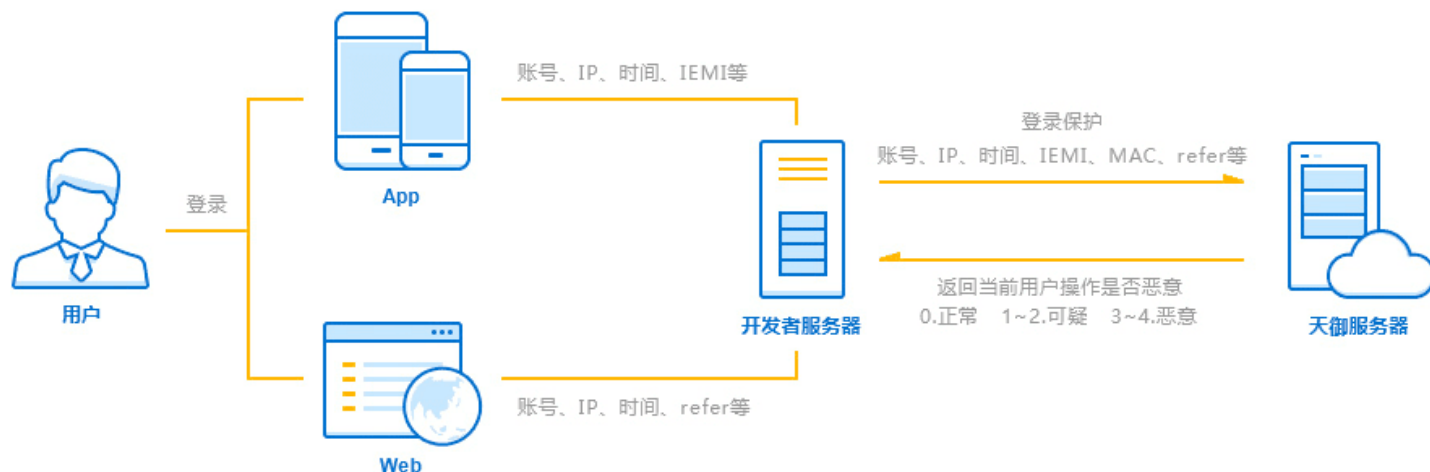 账号、IP、时间、IEMI等
登录保护
账号、IP、时间、IEMI、MAC、refer等
App
登录
返回当前用户操作是否恶意
0.正常 1~2.可疑 3~4.恶意
用户
开发者服务器
天御服务器
账号、IP、时间、refer等
Web